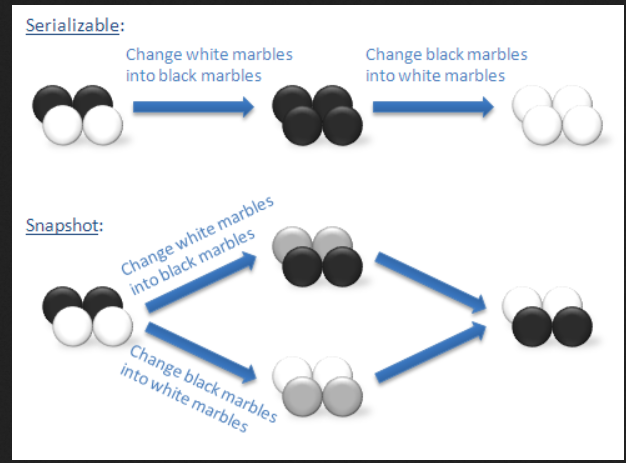 Serializable:
Change white marbles
into black marbles
Change black marbles
into white marbles
Snapshot:
Change white marbles
into black marbles
Change black marbles
into white marbles